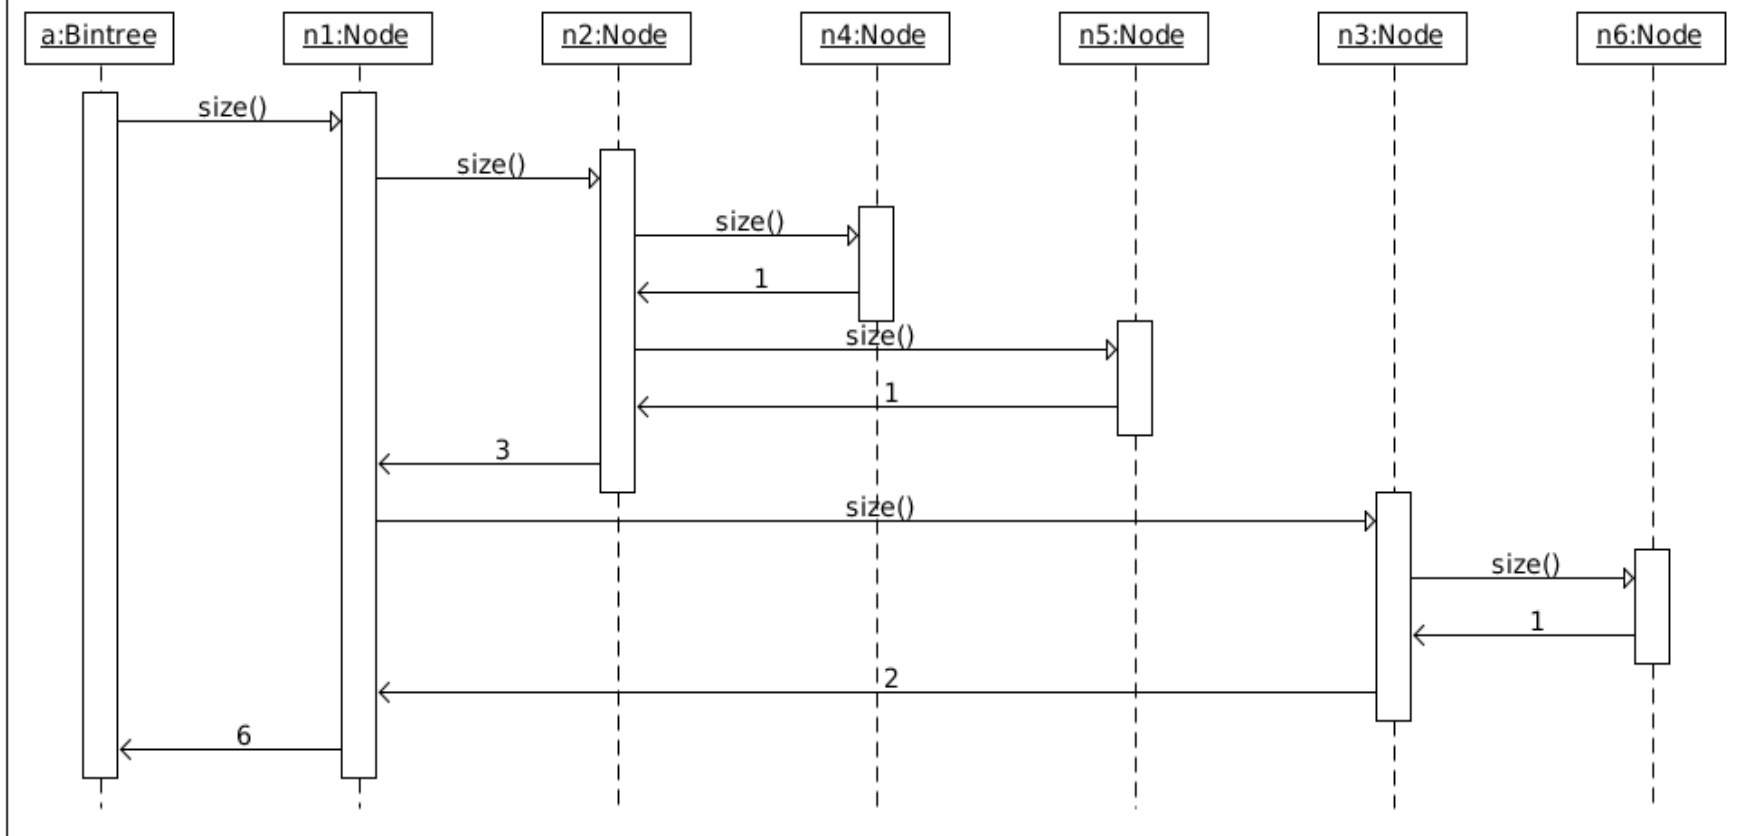 a:Bintree n1:Node n2:Node n4:Node n5:Node n3:Node n6:Node
size()
size()
size()
1
size()
1
3
size()
size()
1
2
6